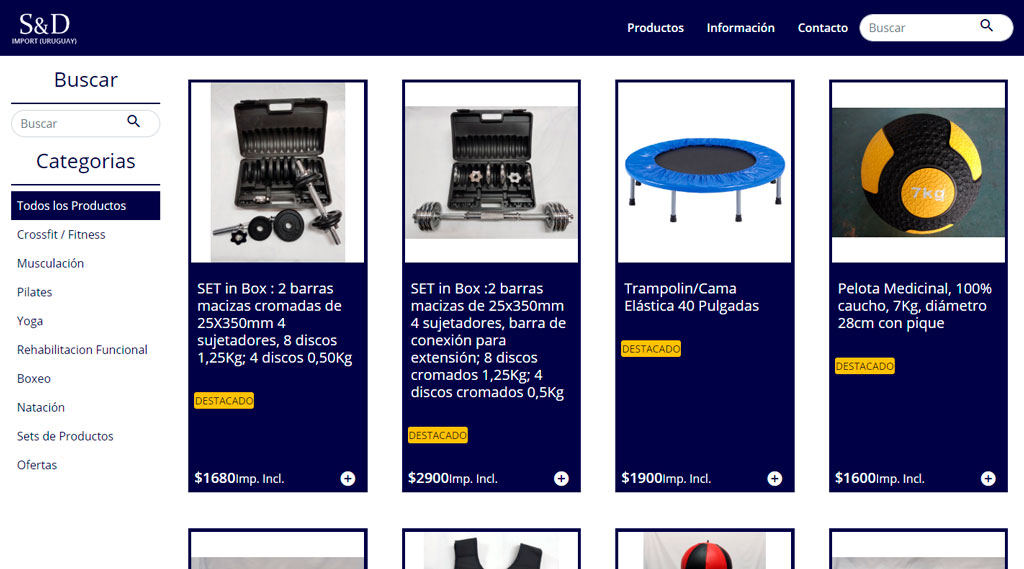 S&D
IMPORT (URUGUAY)
Productos
Información
Contacto
Buscar
Buscar
Buscar
Categorias
Todos los Productos
Crossfit / Fitness
Musculación
Pilates
Yoga
Rehabilitacion Funcional
Boxeo
Natación
Sets de Productos
Ofertas
SET in Box : 2 barras
macizas cromadas de
25X350mm 4
sujetadores, 8 discos
1,25Kg; 4 discos 0,50Kg
DESTACADO
$1680Imp. Incl.
SET in Box :2 barras
macizas de 25x350mm
4 sujetadores, barra de
conexión para
extensión; 8 discos
cromados 1,25Kg; 4
discos cromados 0,5Kg
DESTACADO
$2900Imp. Incl.
Trampolin/Cama
Elástica 40 Pulgadas
DESTACADO
$1900Imp. Incl.
7kg
Pelota Medicinal, 100%
caucho, 7Kg, diámetro
28cm con pique
DESTACADO
$1600Imp. Incl.